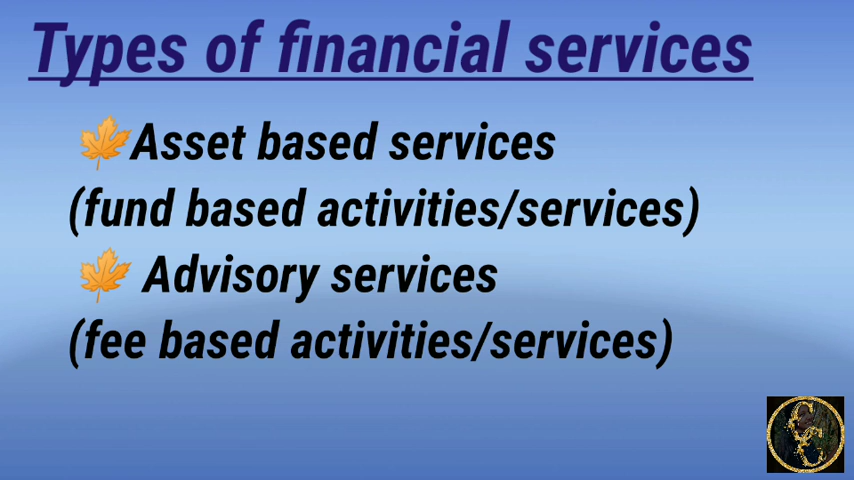 Types of financial services
🍁Asset based services
(fund based activities/services)
🍁 Advisory services
(fee based activities/services)